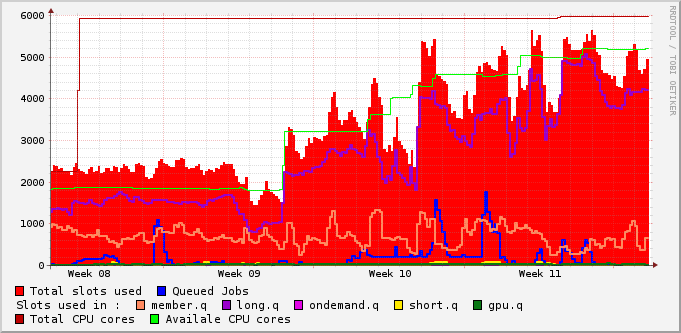 6000
5000
4000
3000
2000
1000
0
Week 08 Week 09 Week 10 Week 11
RRDTOOL / TOBI OETIKER
Total slots used Queued Jobs
Slots used in : member.q long.q ondemand.q short.q gpu.q
Total CPU cores Availale CPU cores